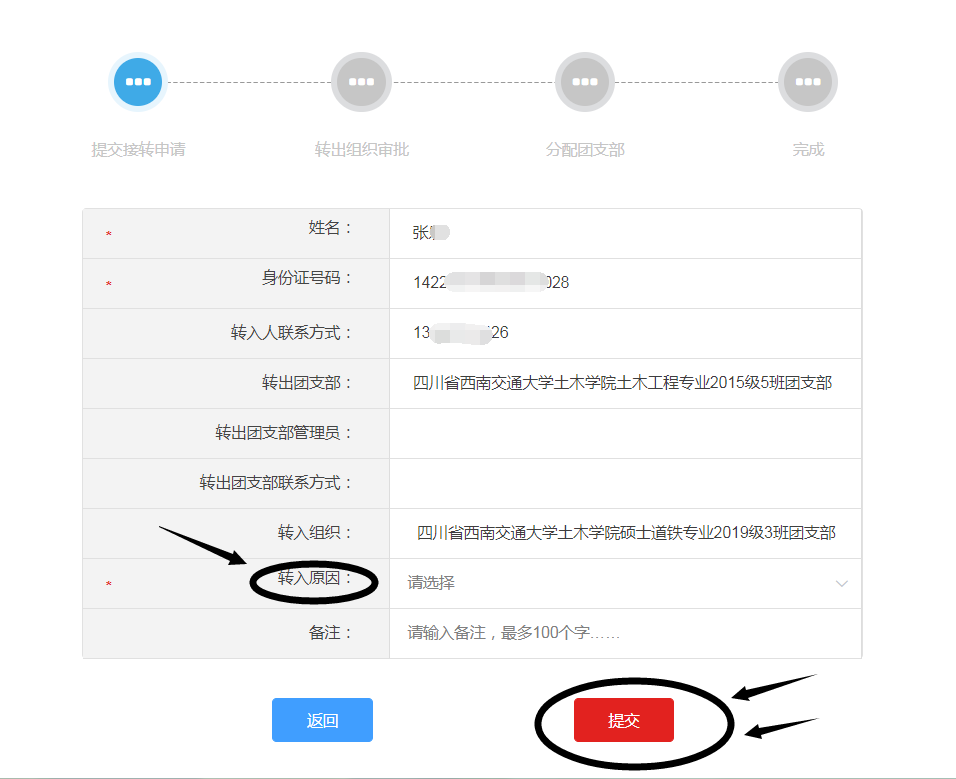 提交接转申请 转出组织审批 分配团支部 完成
* 姓名： 张
* 身份证号码： 1422 028
转入人联系方式： 13 26
转出团支部： 四川省西南交通大学土木学院土木工程专业2015级5班团支部
转出团支部管理员：
转出团支部联系方式：
转入组织： 四川省西南交通大学土木学院硕士道铁专业2019级3班团支部
* 转入原因： 请选择
备注： 请输入备注，最多100个字……
返回 提交